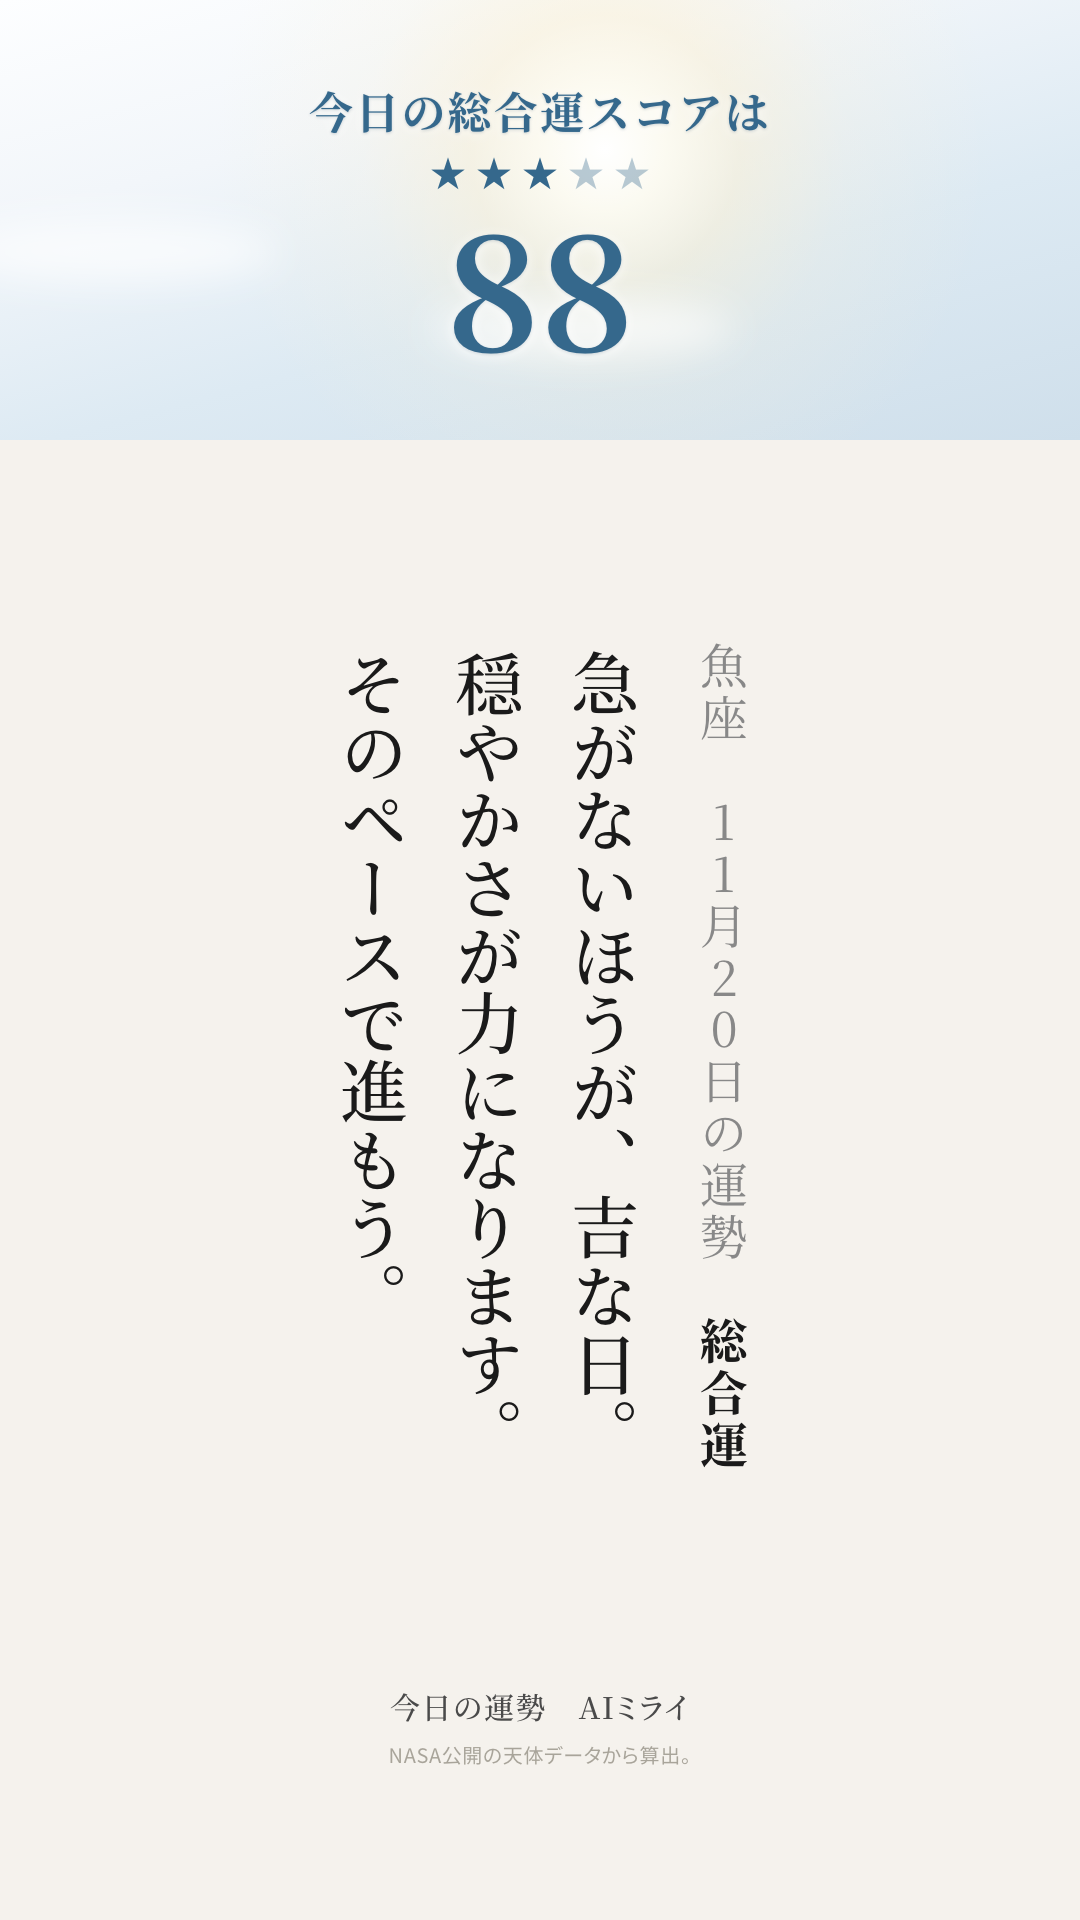 今日の総合運スコアは
★★★★★
88
魚座　11月20日の運勢　総合運
急がないほうが、吉な日。
穏やかさが力になります。
そのペースで進もう。
今日の運勢　AIミライ
NASA公開の天体データから算出。